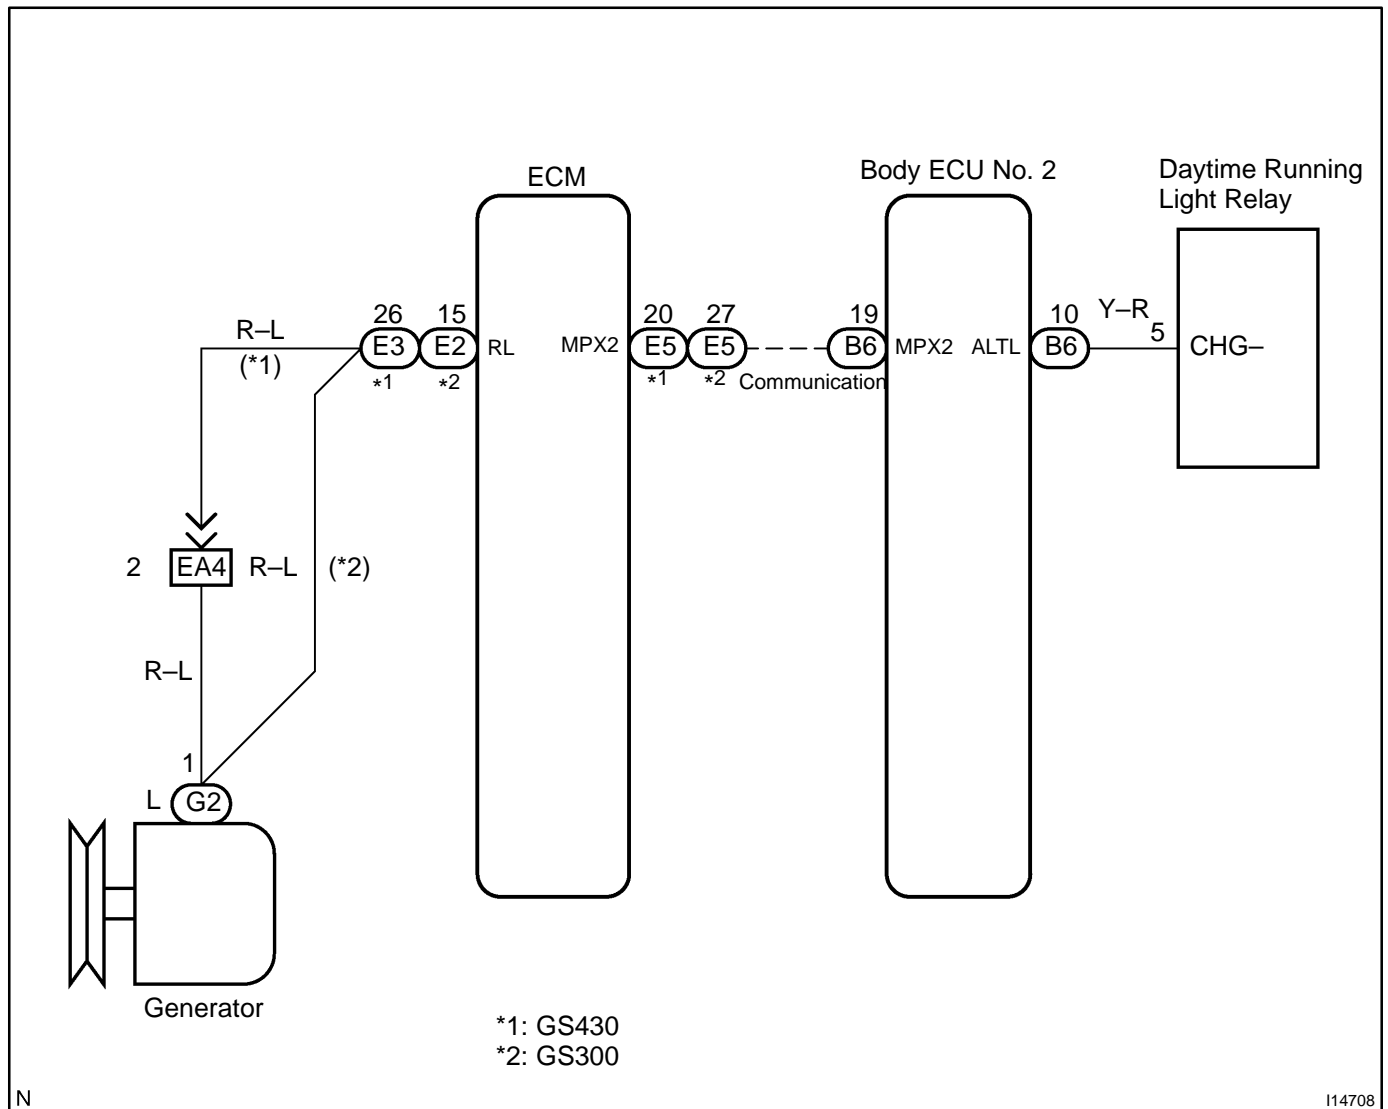 ECM
Body ECU No. 2
Daytime Running
Light Relay
26
15
20
27
19
10
Y–R
5
R–L
(*1)
E3
E2
RL
MPX2
E5
E5
B6
MPX2
ALTL
B6
CHG–
*1
*2
*1
*2
Communication
2
EA4
R–L
(*2)
R–L
1
L
G2
Generator
*1: GS430
*2: GS300
N
I14708